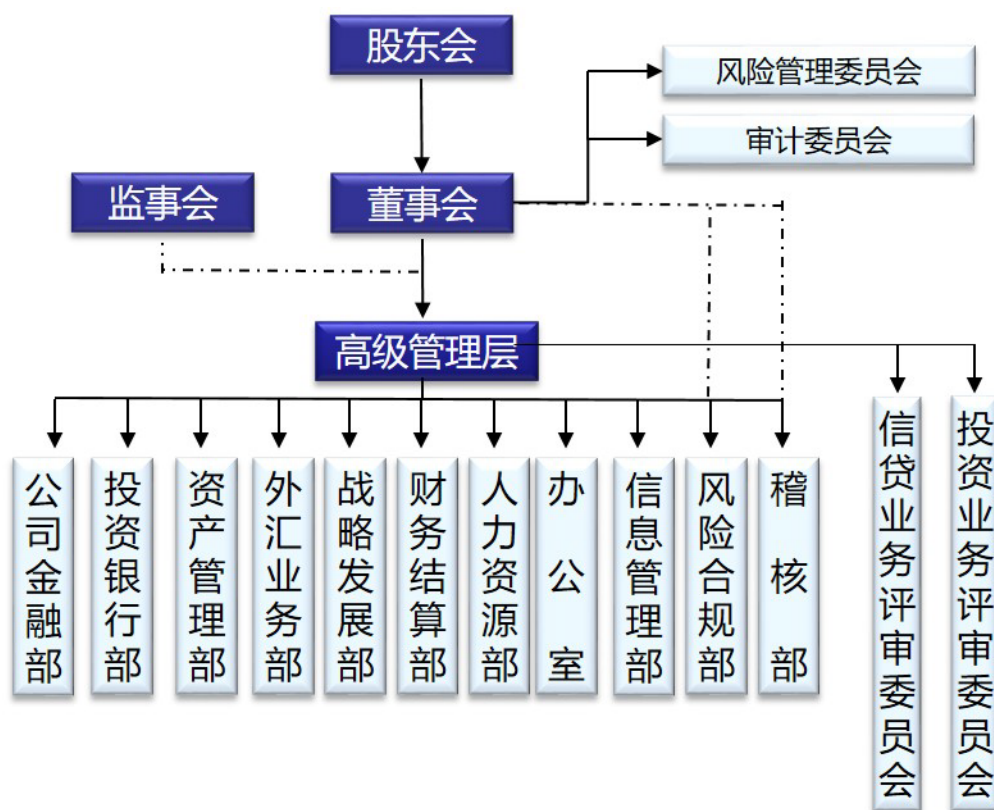 股东会
风险管理委员会
审计委员会
监事会
董事会
高级管理层
公司金融部
投资银行部
资产管理部
外汇业务部
战略发展部
财务结算部
人力资源部
办公室
信息管理部
风险合规部
稽核部
信贷业务评审委员会
投资业务评审委员会